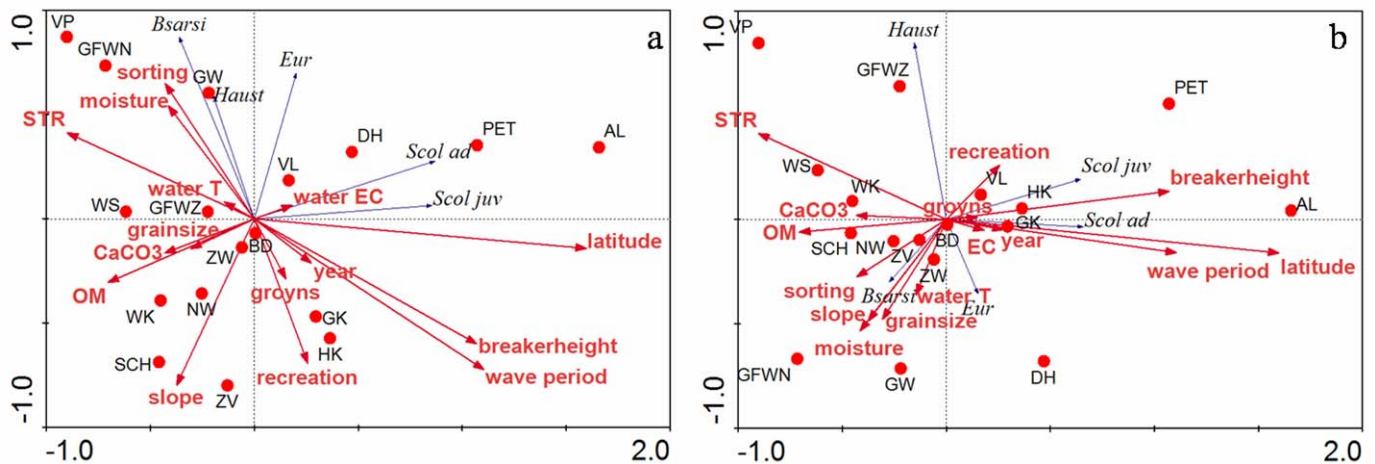 1.0
-1.0
-1.0
2.0
a
VP
Bsarsi
GFWN
Eur
sorting
GW
Haust
moisture
STR
DH
PET
AL
Scol ad
VL
water T
water EC
Scol juv
WS
GFWZ
grainsize
CaCO3
ZW
BD
latitude
OM
year
groyns
WK
NW
GK
HK
breakerheight
SCH
recreation
wave period
slope
ZV
1.0
-1.0
-1.0
2.0
b
VP
Haust
GFWZ
PET
STR
recreation
WS
Scol juv
VL
HK
breakerheight
WK
CaCO3
groyns
AL
OM
GK
Scol ad
SCH
NW
ZV
BD
EC
year
ZW
wave period
latitude
sorting
Bsarsi
water T
slope
Eur
grainsize
moisture
GFWN
GW
DH